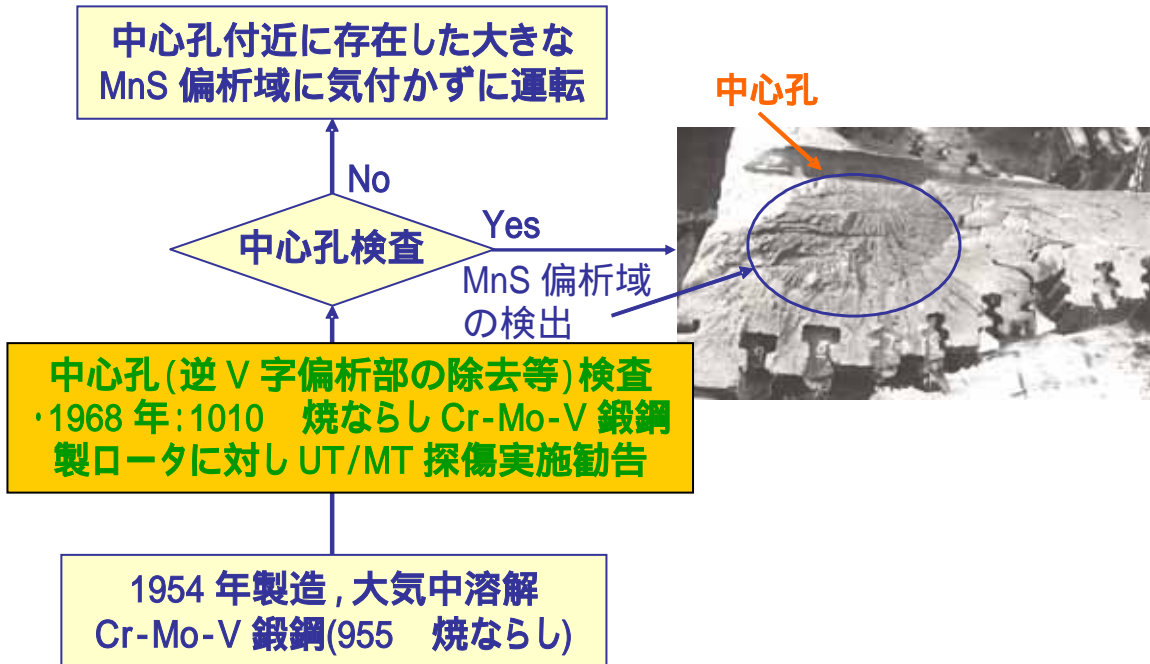 中心孔付近に存在した大きな
MnS 偏析域に気付かずに運転
中心孔
No
Yes
中心孔検査
MnS 偏析域
の検出
中心孔(逆 V 字偏析部の除去等)検査
・1968 年:1010　焼ならし Cr-Mo-V 鍛鋼
製ロータに対し UT/MT 探傷実施勧告
1954 年製造,大気中溶解
Cr-Mo-V 鍛鋼(955　焼ならし)